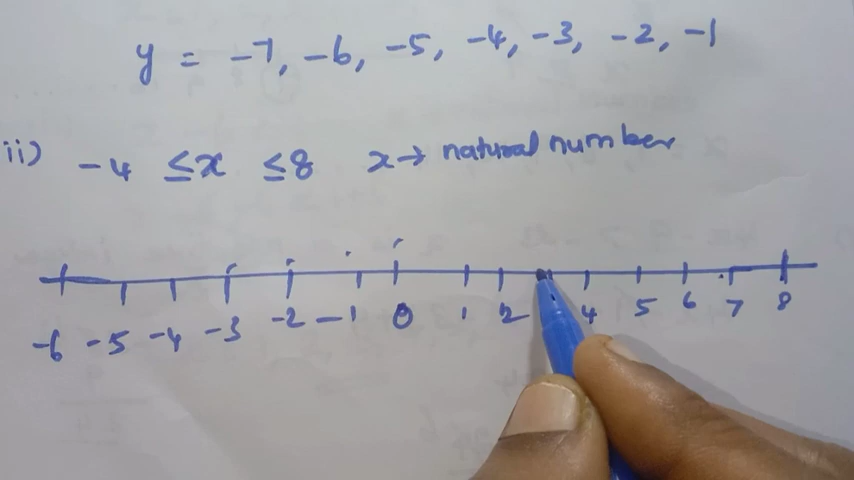 y = -7, -6, -5, -4, -3, -2, -1
ii) -4 ≤ x ≤ 8 x → natural number
-6 -5 -4 -3 -2 -1 0 1 2 4 5 6 7 8